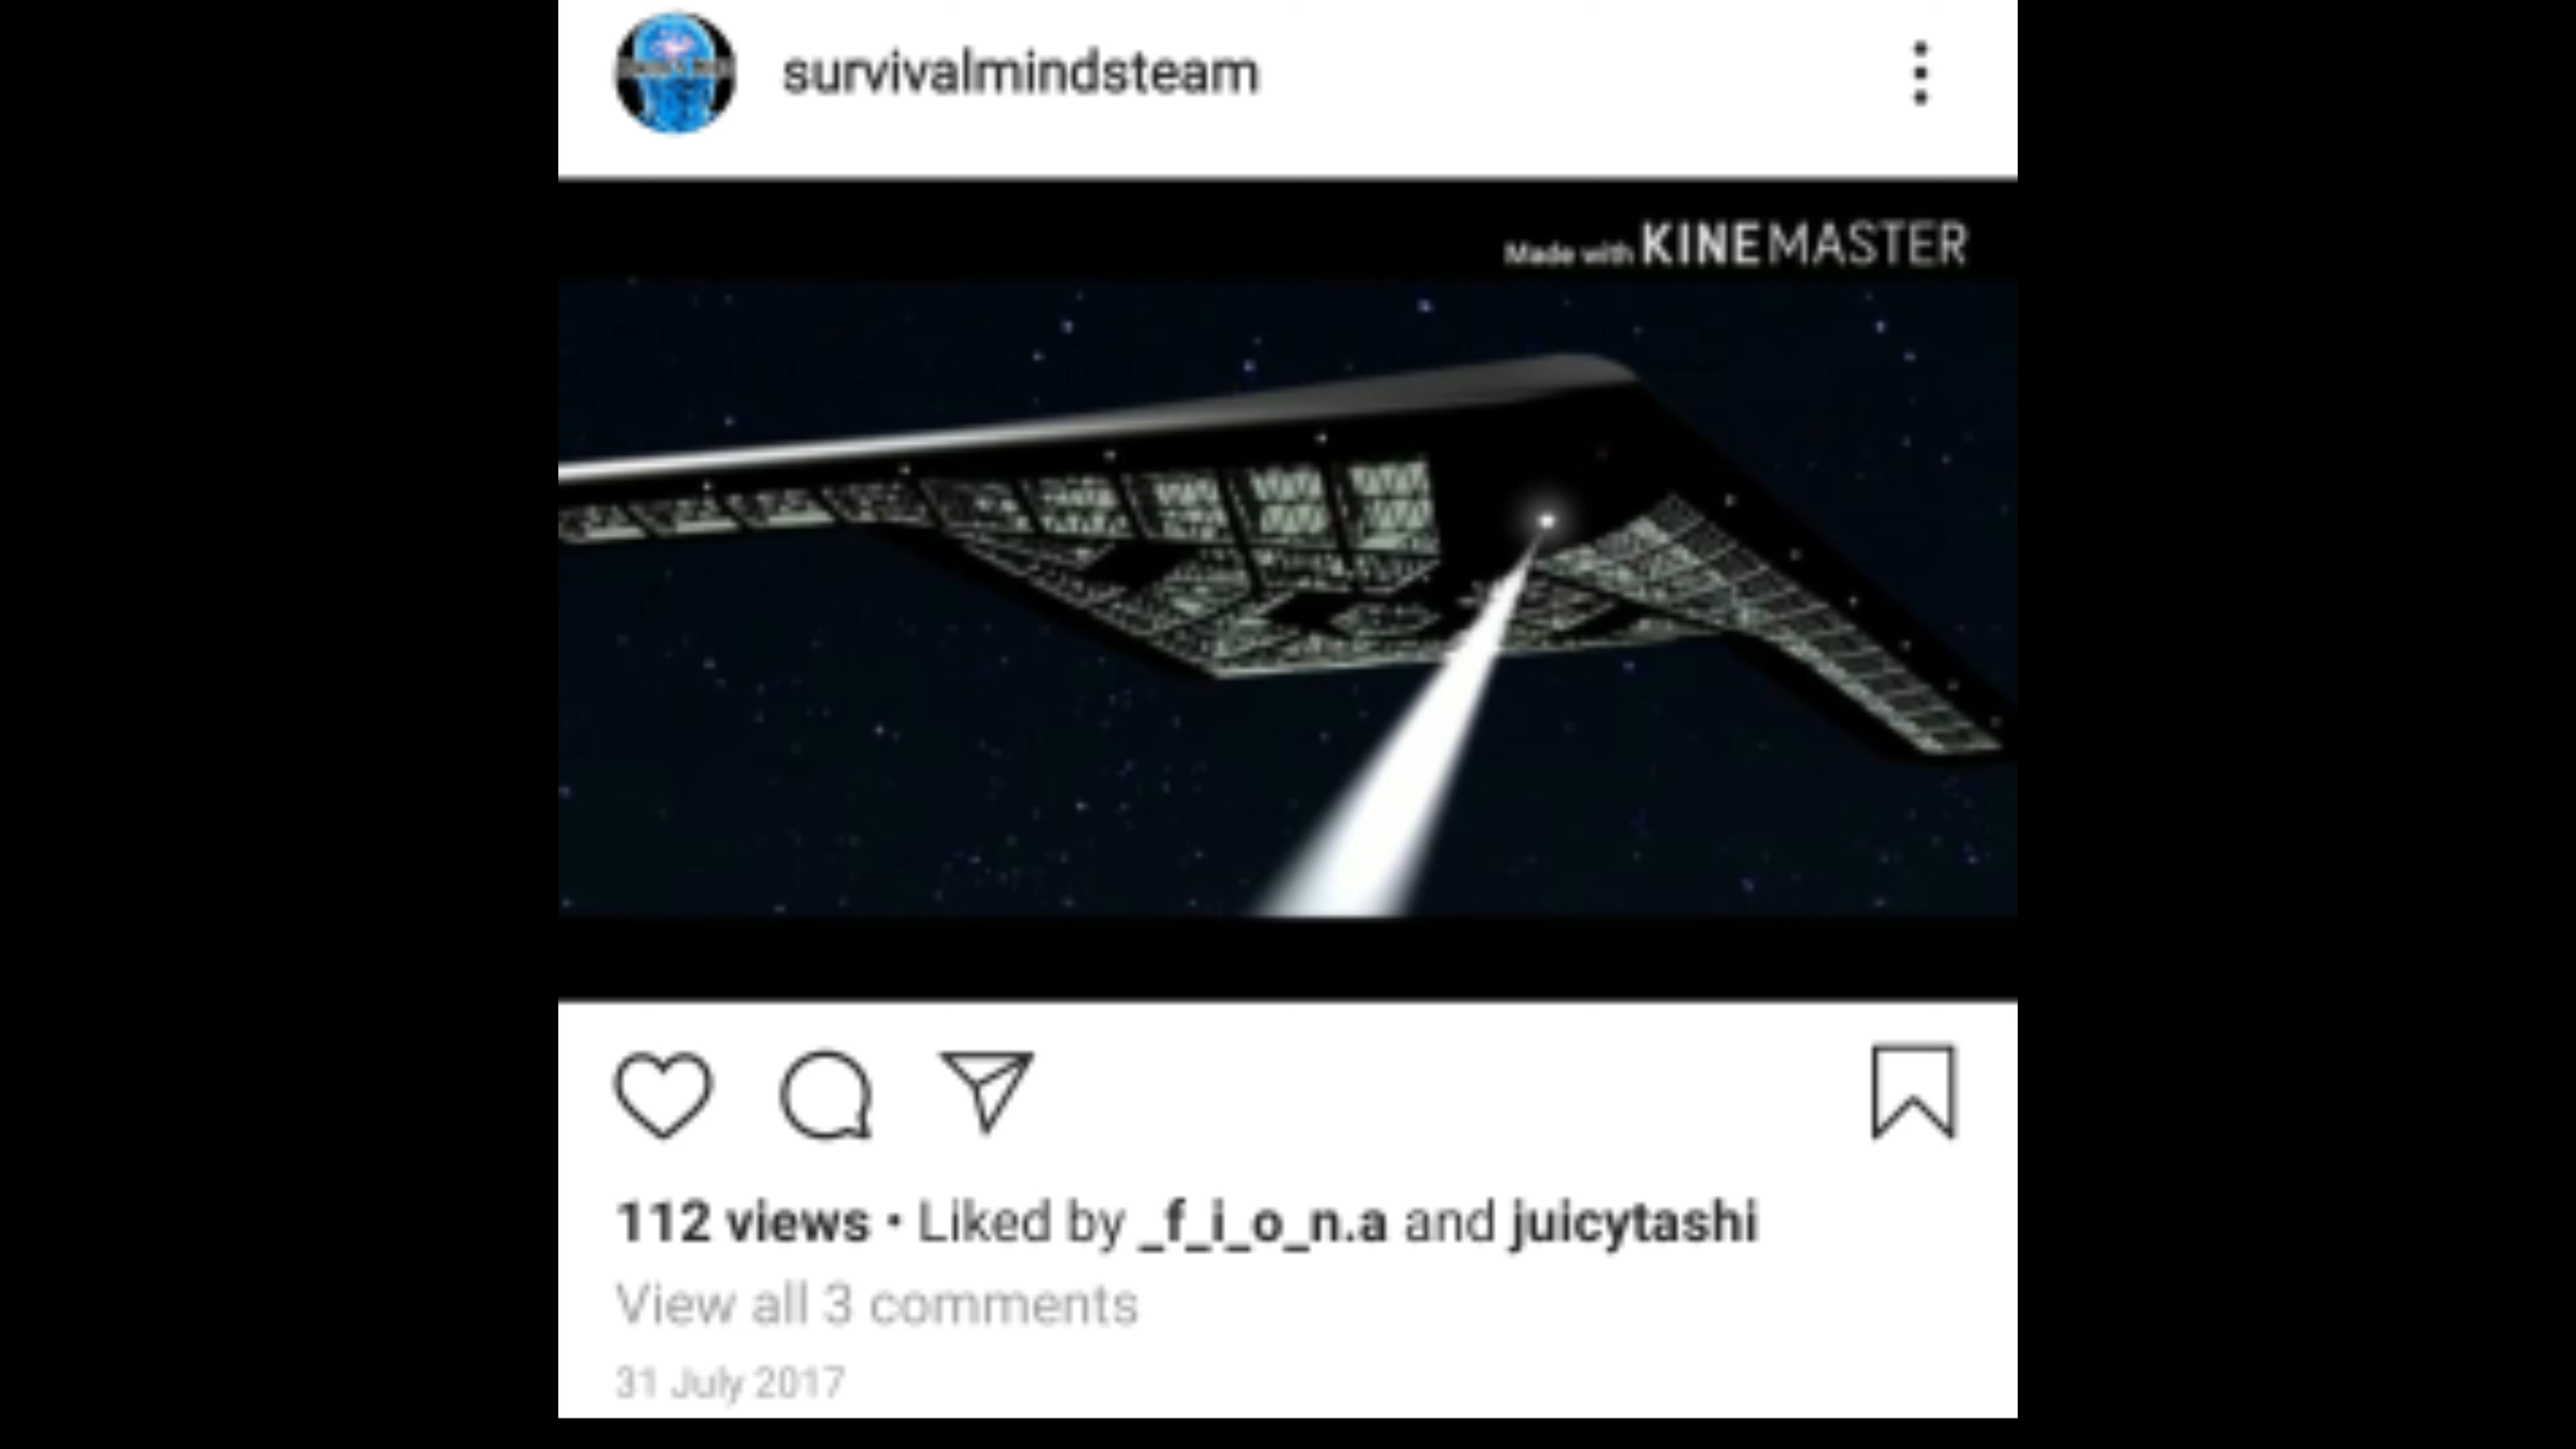 survivalmindsteam
Made with KINEMASTER
112 views • Liked by _f_i_o_n.a and juicytashi
View all 3 comments
31 July 2017